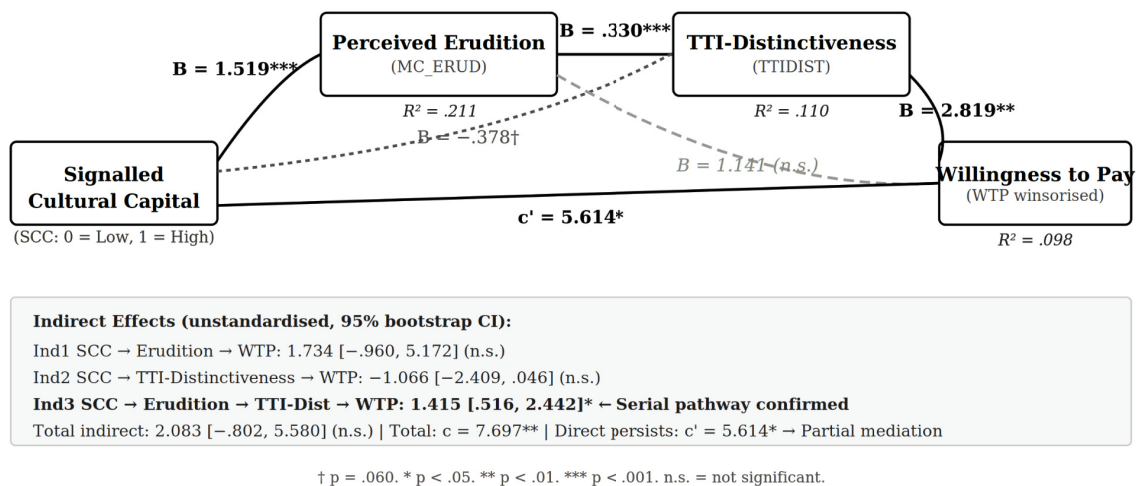 B = 1.519***
Perceived Erudition
(MC_ERUD)
R² = .211
B = .330***
TTI-Distinctiveness
(TTIDIST)
R² = .110
B = 2.819**
B = −.378†
B = 1.141 (n.s.)
Signalled
Cultural Capital
(SCC: 0 = Low, 1 = High)
c' = 5.614*
Willingness to Pay
(WTP winsorised)
R² = .098
Indirect Effects (unstandardised, 95% bootstrap CI):
Ind1 SCC → Erudition → WTP: 1.734 [−.960, 5.172] (n.s.)
Ind2 SCC → TTI-Distinctiveness → WTP: −1.066 [−2.409, .046] (n.s.)
Ind3 SCC → Erudition → TTI-Dist → WTP: 1.415 [.516, 2.442]* ← Serial pathway confirmed
Total indirect: 2.083 [−.802, 5.580] (n.s.) | Total: c = 7.697** | Direct persists: c' = 5.614* → Partial mediation
† p = .060. * p < .05. ** p < .01. *** p < .001. n.s. = not significant.